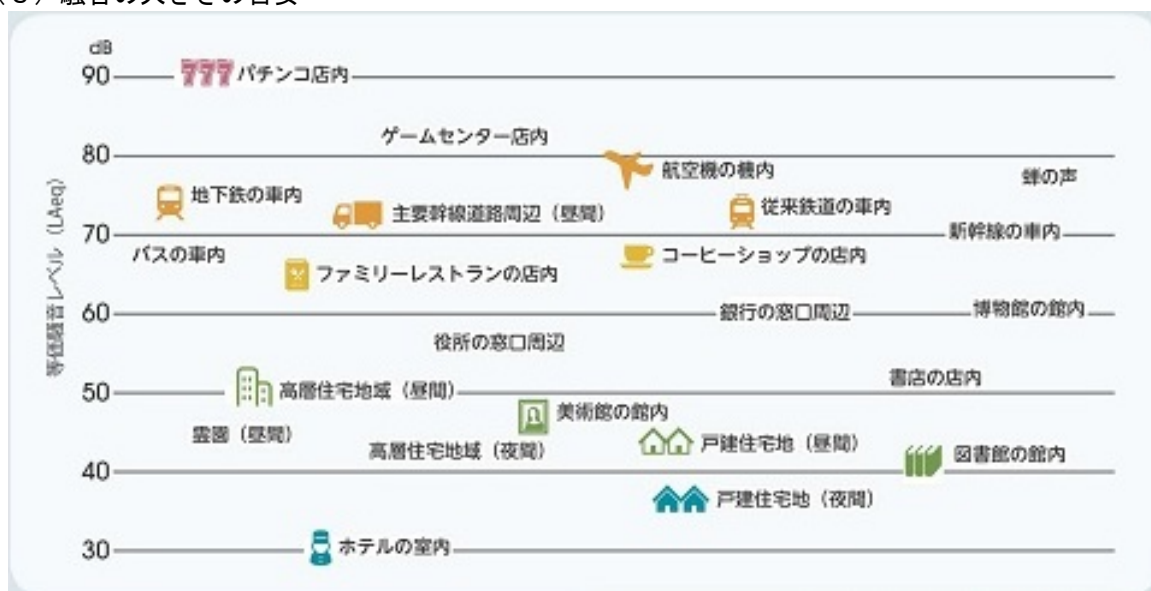 dB
90
777 パチンコ店内
ゲームセンター店内
80
航空機の機内
蝉の声
地下鉄の車内
従来鉄道の車内
主要幹線道路周辺（昼間）
70
新幹線の車内
バスの車内
コーヒーショップの店内
ファミリーレストランの店内
60
銀行の窓口周辺
博物館の館内
役所の窓口周辺
書店の店内
50
高層住宅地域（昼間）
美術館の館内
霊園（昼間）
高層住宅地域（夜間）
戸建住宅地（昼間）
図書館の館内
40
戸建住宅地（夜間）
30
ホテルの室内
等価騒音レベル（LAeq）